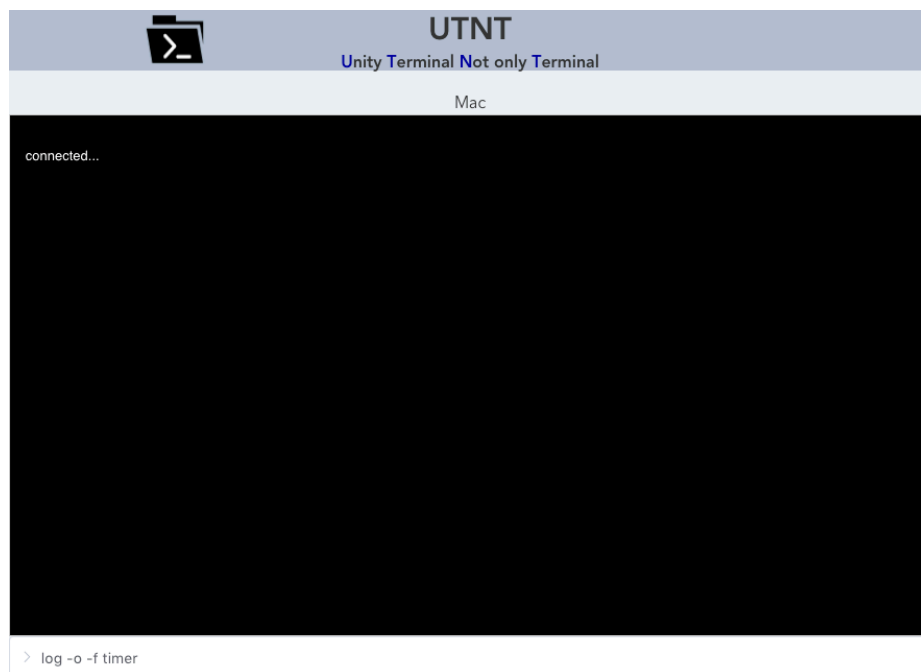 UTNT
Unity Terminal Not only Terminal
Mac
connected...
> log -o -f timer